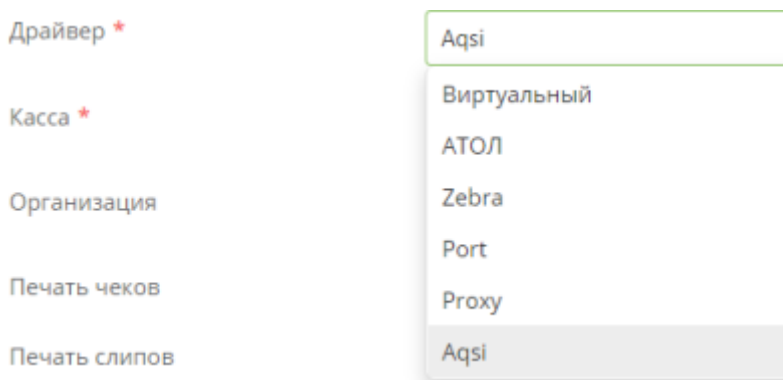 Драйвер *
Aqsi
Виртуальный
Касса *
АТОЛ
Zebra
Организация
Port
Печать чеков
Proxy
Печать слипов
Aqsi